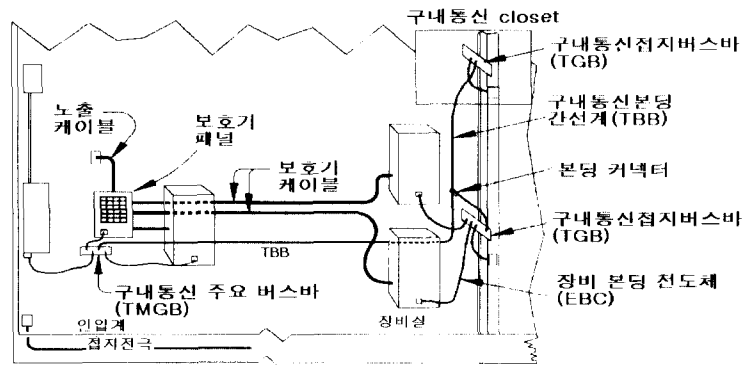 구내통신 closet
구내통신접지버스바
(TGB)
노출
케이블
보호기
패널
구내통신본딩
간선계(TBB)
보호기
케이블
본딩 커넥터
구내통신접지버스바
(TGB)
TBB
구내통신 주요 버스바
(TMGB)
장비 본딩 전도체
(EBC)
장비실
인입계
접지전극